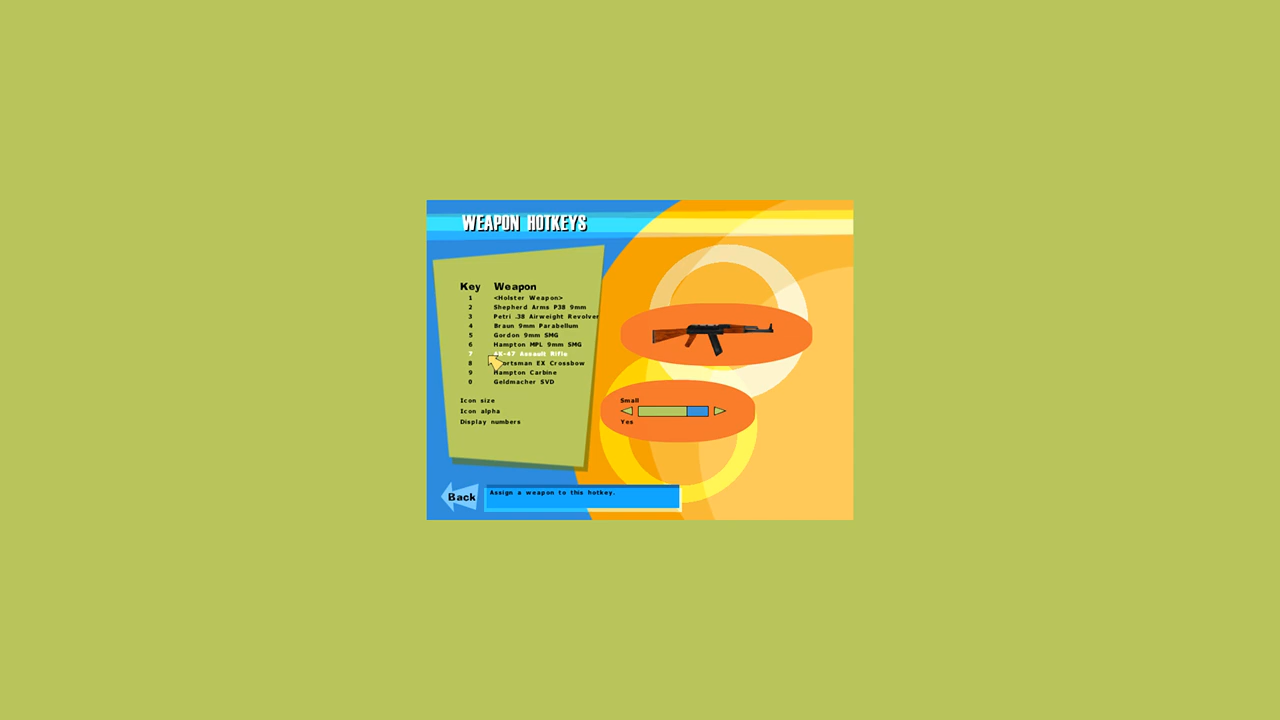 WEAPON HOTKEYS
Key Weapon
1 <Holster Weapon>
2 Shepherd Arms P38 9mm
3 Petri .38 Airweight Revolver
4 Braun 9mm Parabellum
5 Gordon 9mm SMG
6 Hampton MPL 9mm SMG
7 AK-47 Assault Rifle
8 Sportsman EX Crossbow
9 Hampton Carbine
0 Geldmacher SVD
Icon size Small
Icon alpha
Display numbers Yes
Back
Assign a weapon to this hotkey.